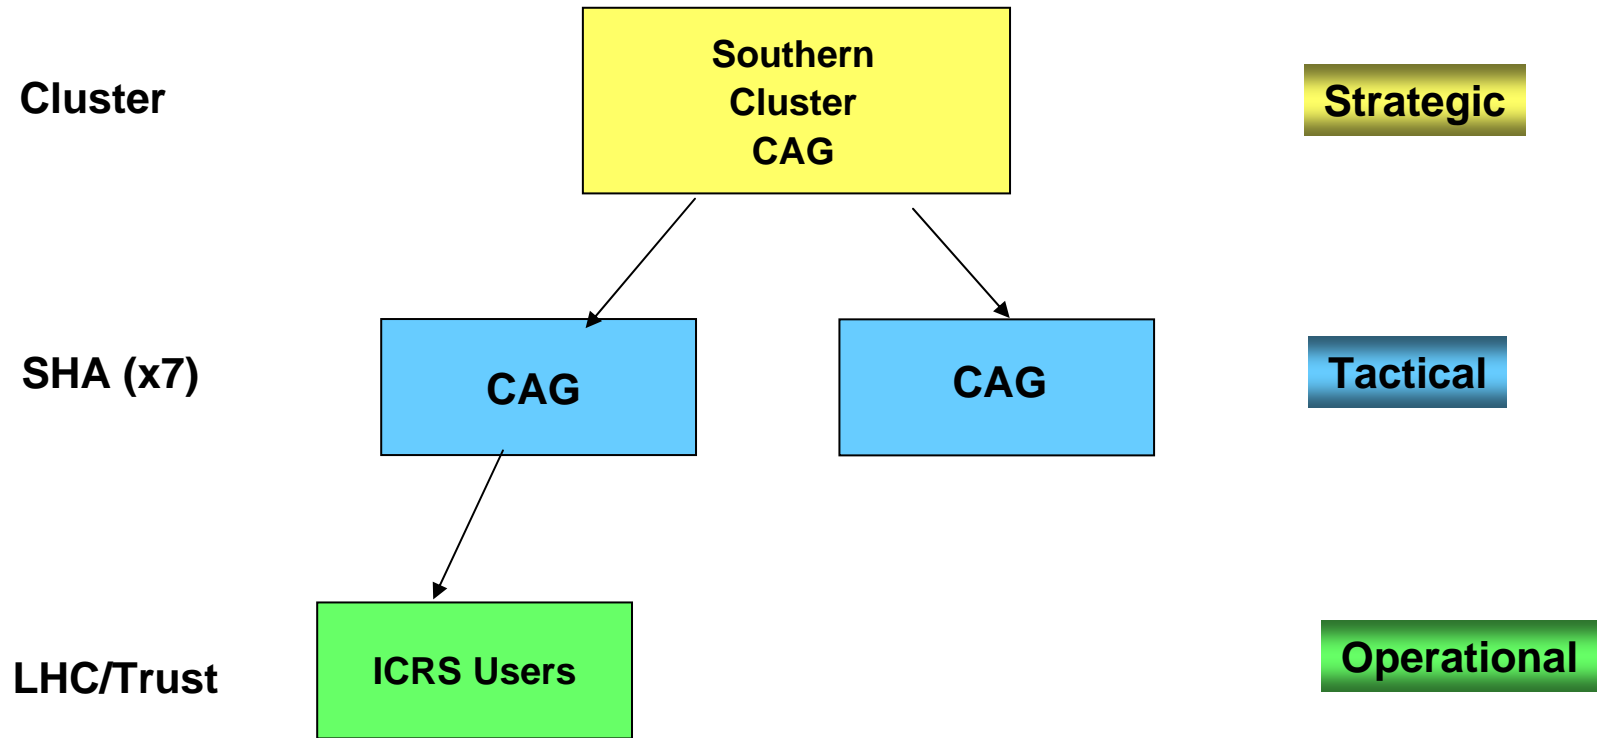 Cluster
Southern
Cluster
CAG
Strategic
SHA (x7)
CAG
CAG
Tactical
LHC/Trust
ICRS Users
Operational